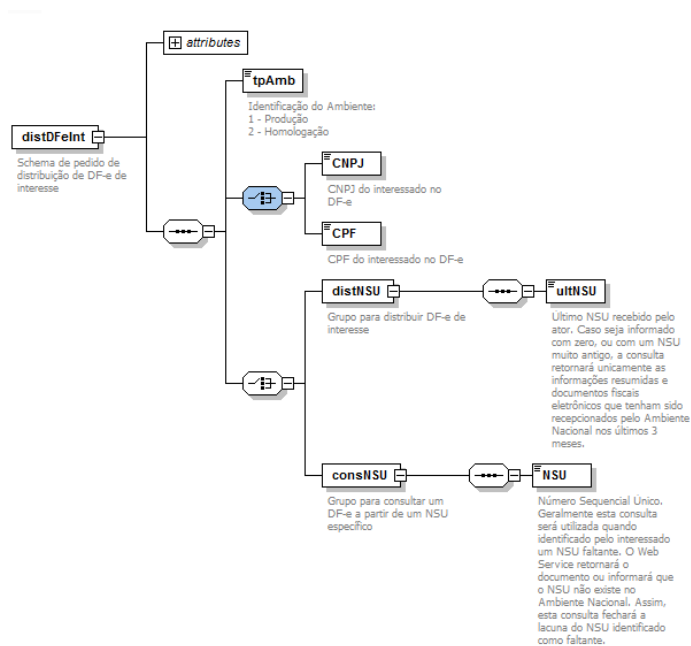 attributes
tpAmb
Identificação do Ambiente:
1 - Produção
2 - Homologação
distDFeInt
Schema de pedido de
distribuição de DF-e de
interesse
CNPJ
CNPJ do interessado no
DF-e
CPF
CPF do interessado no DF-e
distNSU
Grupo para distribuir DF-e de
interesse
ultNSU
Último NSU recebido pelo
ator. Caso seja informado
com zero, ou com um NSU
muito antigo, a consulta
retornará unicamente as
informações resumidas e
documentos fiscais
eletrônicos que tenham sido
recepcionados pelo Ambiente
Nacional nos últimos 3
meses.
consNSU
Grupo para consultar um
DF-e a partir de um NSU
específico
NSU
Número Sequencial Único.
Geralmente esta consulta
será utilizada quando
identificado pelo interessado
um NSU faltante. O Web
Service retornará o
documento ou informará que
o NSU não existe no
Ambiente Nacional. Assim,
esta consulta fechará a
lacuna do NSU identificado
como faltante.